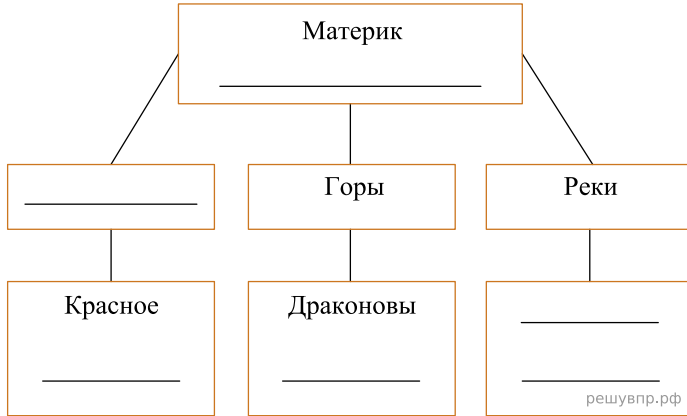 Материк
Горы
Реки
Красное
Драконовы
решувпр.рф